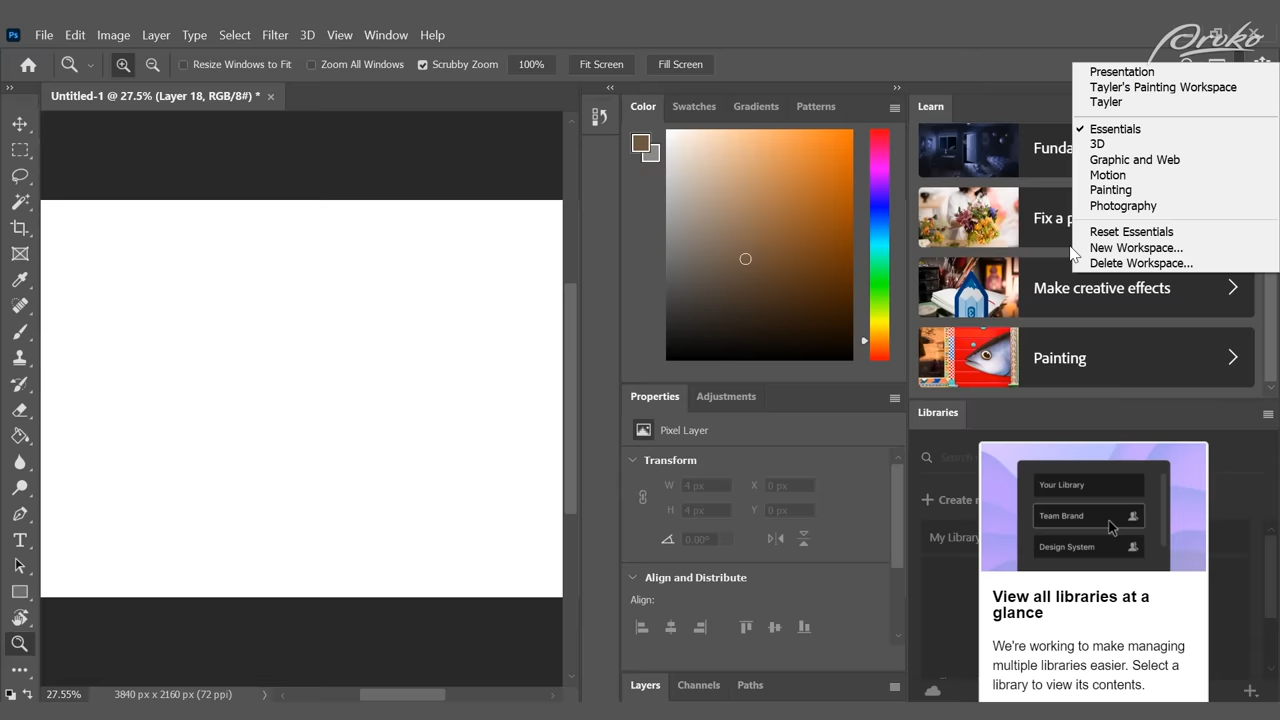 Proko
Ps File Edit Image Layer Type Select Filter 3D View Window Help
Resize Windows to Fit Zoom All Windows Scrubby Zoom 100% Fit Screen Fill Screen
Untitled-1 @ 27.5% (Layer 18, RGB/8#) * ×
Color Swatches Gradients Patterns
Properties Adjustments
Pixel Layer
Transform
W 4 px X 0 px
H 4 px Y 0 px
0.00°
Align and Distribute
Align:
Layers Channels Paths
Learn
Funda
Fix a p
Make creative effects
Painting
Presentation
Tayler's Painting Workspace
Tayler
Essentials
3D
Graphic and Web
Motion
Painting
Photography
Reset Essentials
New Workspace...
Delete Workspace...
Libraries
Search
Create n
My Library
Your Library
Team Brand
Design System
View all libraries at a
glance
We're working to make managing
multiple libraries easier. Select a
library to view its contents.
27.55% 3840 px x 2160 px (72 ppi)